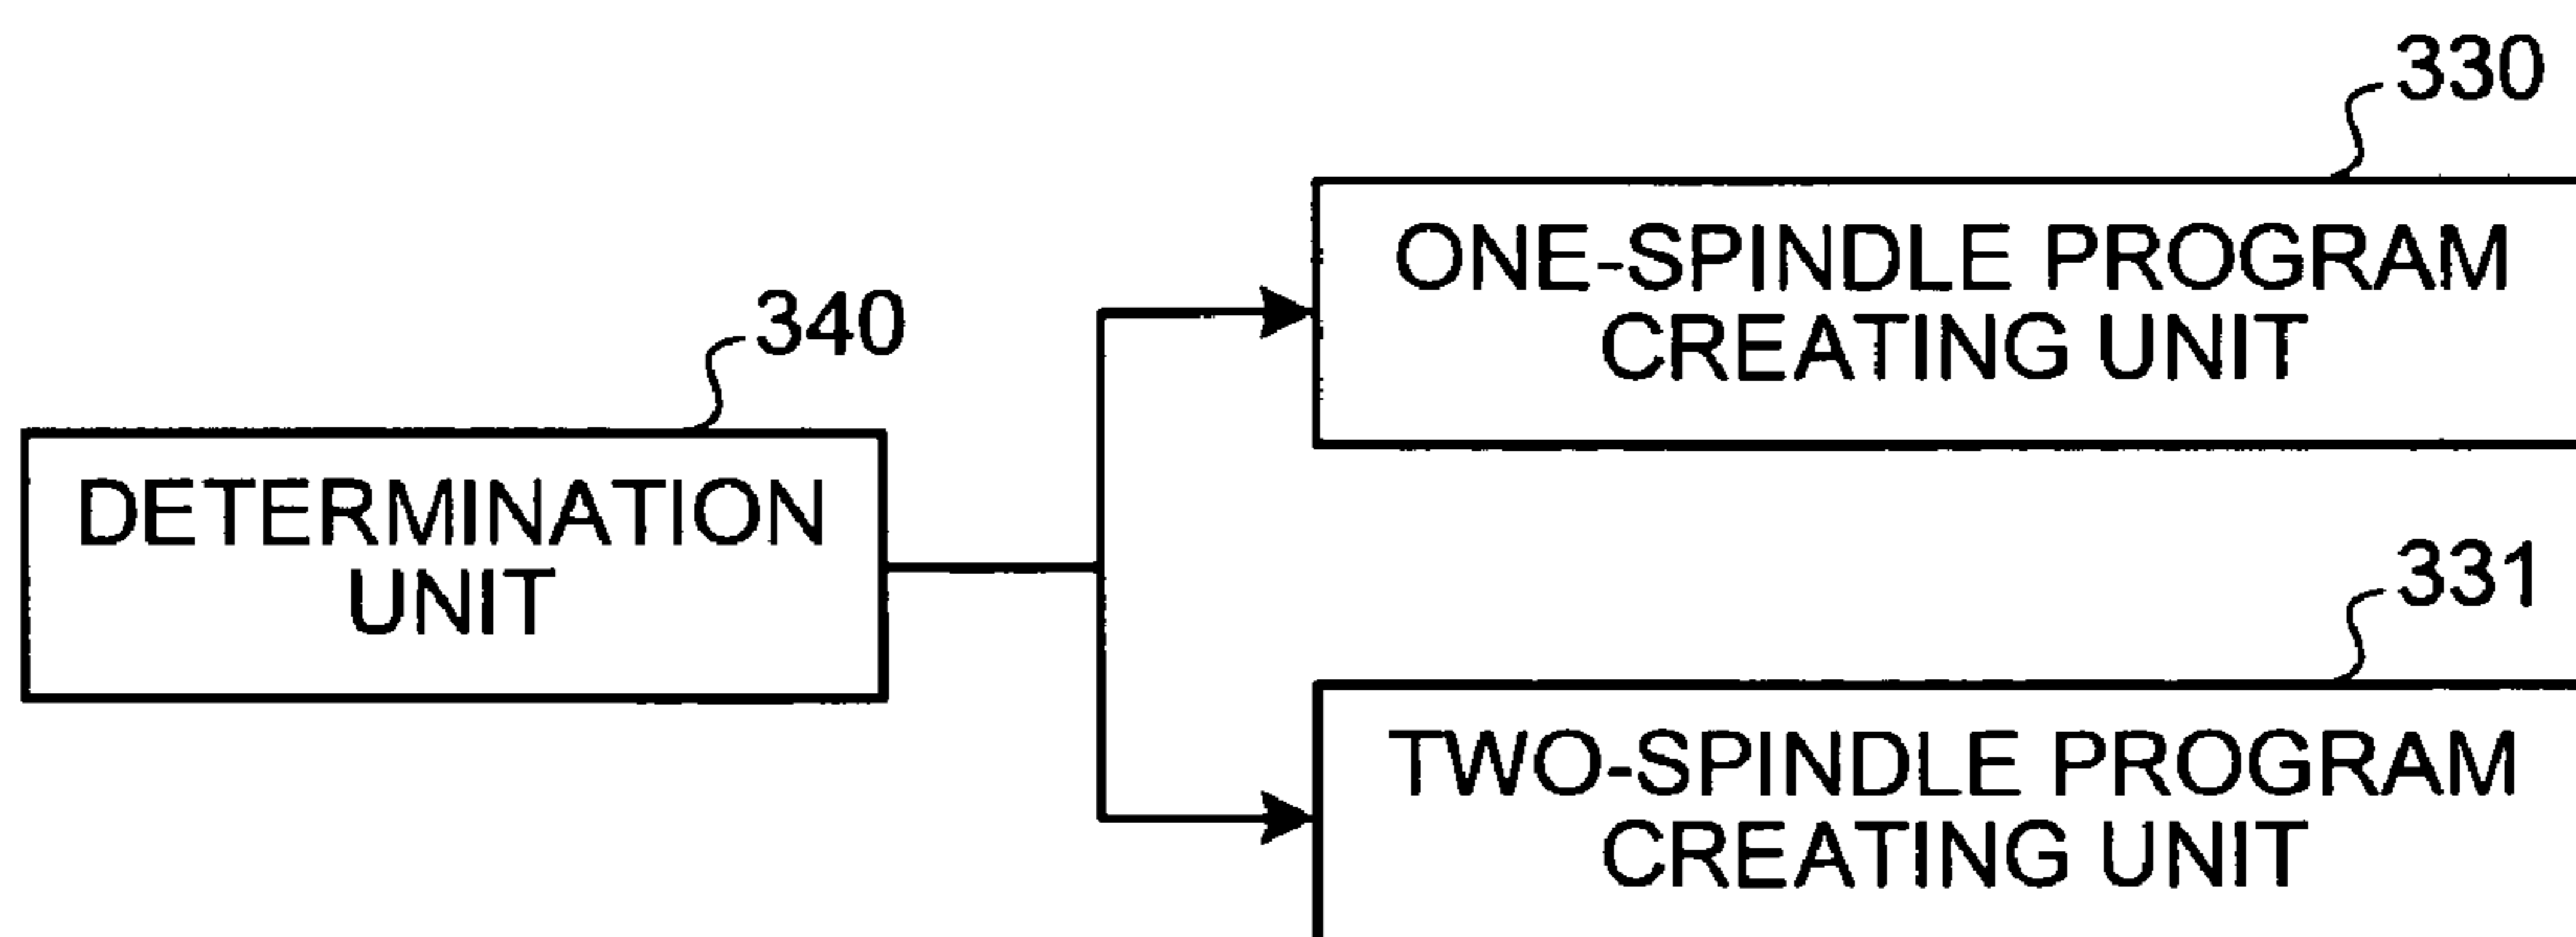 330
ONE-SPINDLE PROGRAM
CREATING UNIT
340
DETERMINATION
UNIT
331
TWO-SPINDLE PROGRAM
CREATING UNIT